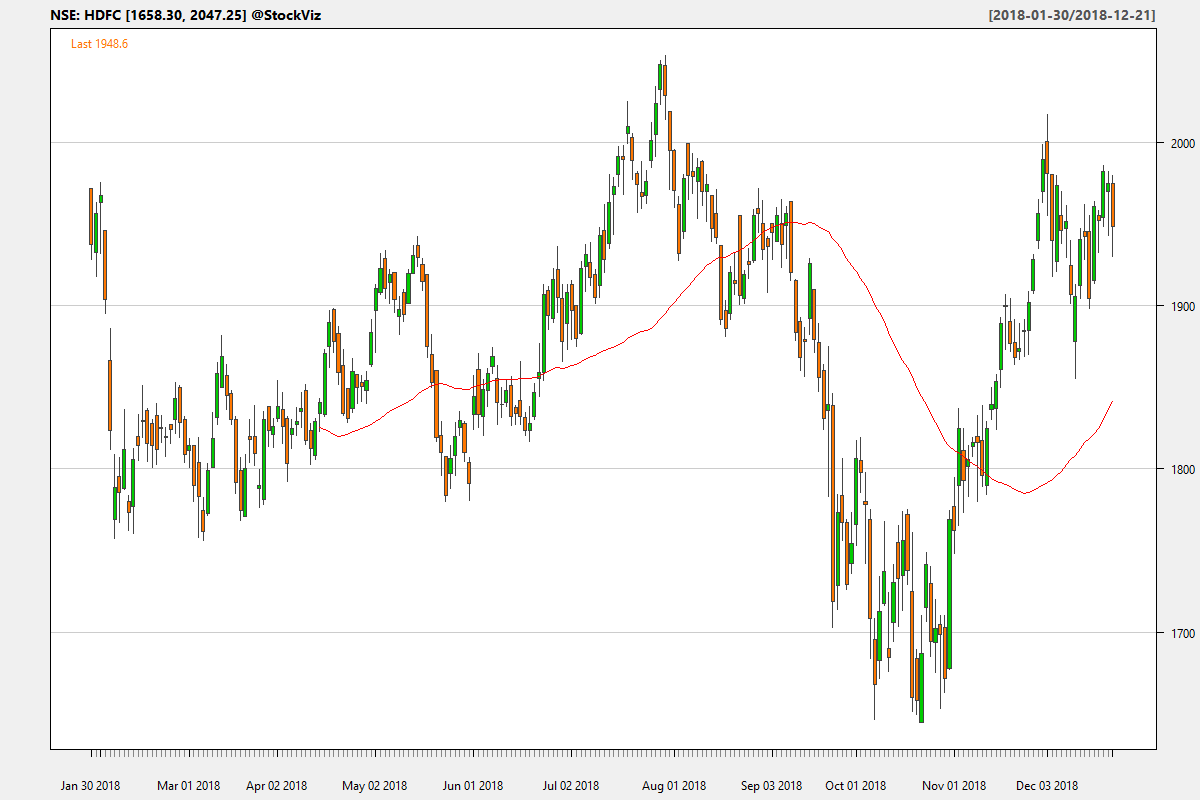 NSE: HDFC [1658.30, 2047.25] @StockViz [2018-01-30/2018-12-21]
Last 1948.6
2000
1900
1800
1700
Jan 30 2018 Mar 01 2018 Apr 02 2018 May 02 2018 Jun 01 2018 Jul 02 2018 Aug 01 2018 Sep 03 2018 Oct 01 2018 Nov 01 2018 Dec 03 2018